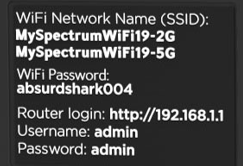 WiFi Network Name (SSID):
MySpectrumWiFi19-2G
MySpectrumWiFi19-5G
WiFi Password:
absurdshark004
Router login: http://192.168.1.1
Username: admin
Password: admin